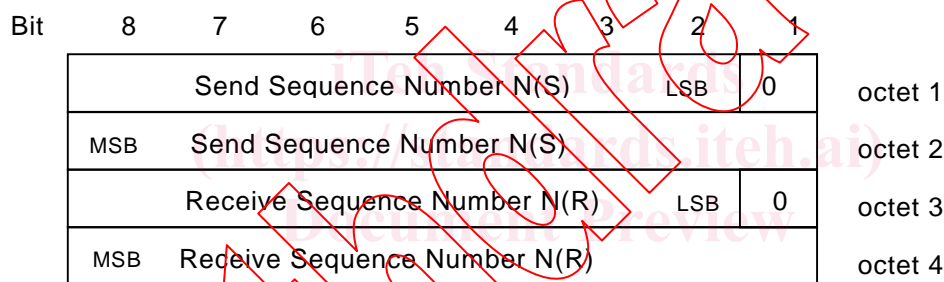 Bit 8 7 6 5 4 3 2 1
Send Sequence Number N(S) LSB 0 octet 1
MSB Send Sequence Number N(S) octet 2
Receive Sequence Number N(R) LSB 0 octet 3
MSB Receive Sequence Number N(R) octet 4
iTeh Standards
(https://standards.iteh.ai)
Document Preview